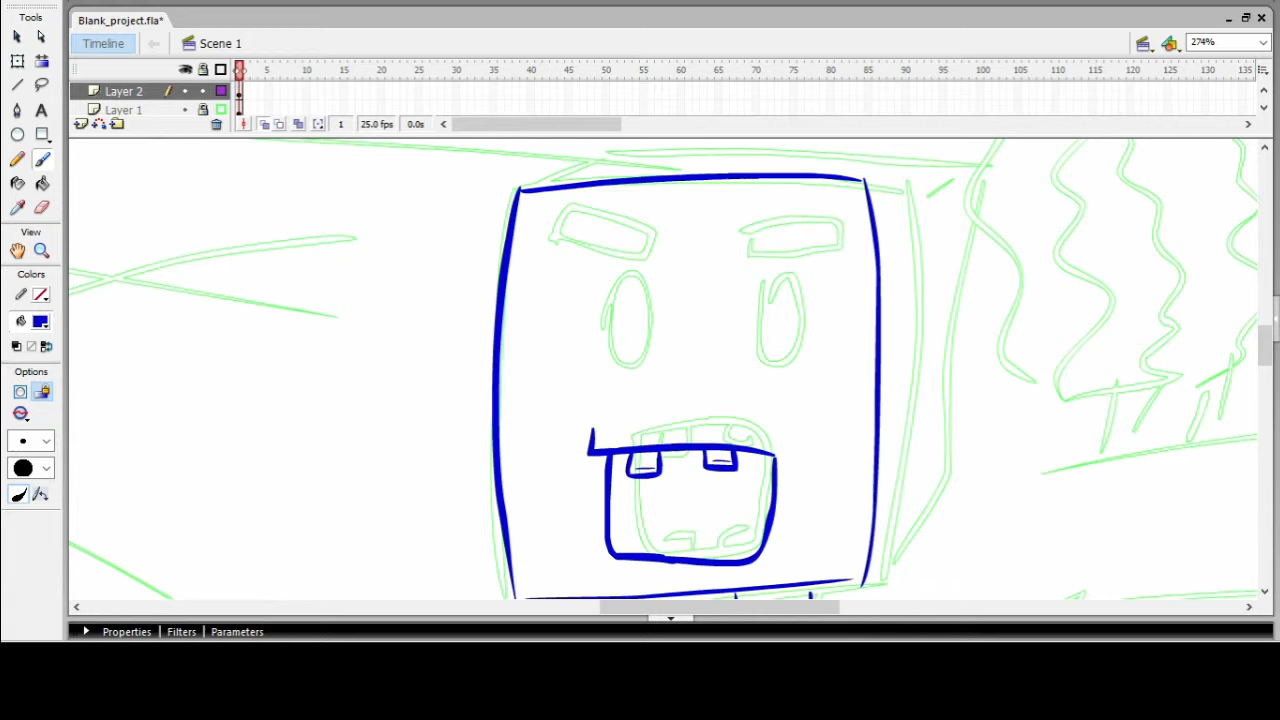 Tools
Blank_project.fla*
Timeline
Scene 1
274%
5 10 15 20 25 30 35 40 45 50 55 60 65 70 75 80 85 90 95 100 105 110 115 120 125 130 135
Layer 2
Layer 1
1 25.0 fps 0.0s
A
View
Colors
Options
Properties Filters Parameters